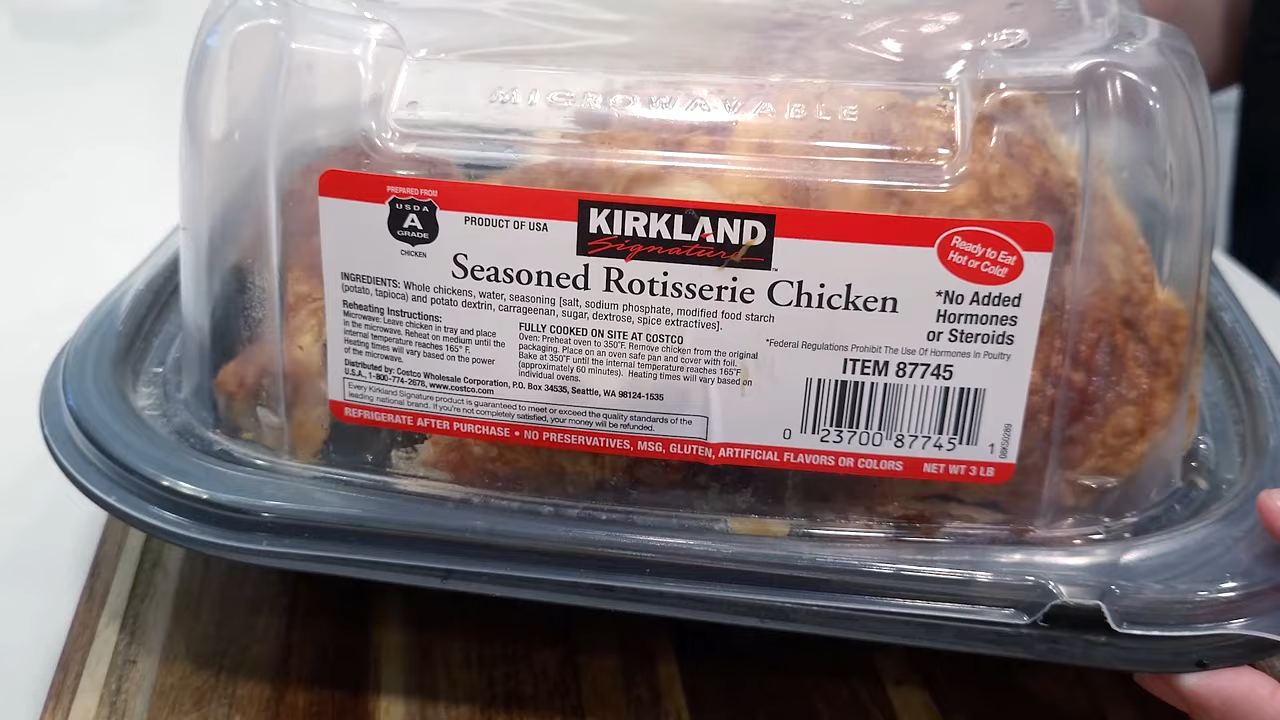 MICROWAVABLE
PREPARED FROM
USDA
A
GRADE
CHICKEN
PRODUCT OF USA
KIRKLAND
Signature
™
Seasoned Rotisserie Chicken
Ready to Eat
Hot or Cold!
INGREDIENTS: Whole chickens, water, seasoning [salt, sodium phosphate, modified food starch
(potato, tapioca) and potato dextrin, carrageenan, sugar, dextrose, spice extractives].
Reheating Instructions:
Microwave: Leave chicken in tray and place
in the microwave. Reheat on medium until the
internal temperature reaches 165° F.
Heating times will vary based on the power
of the microwave.
FULLY COOKED ON SITE AT COSTCO
Oven: Preheat oven to 350°F. Remove chicken from the original
packaging. Place on an oven safe pan and cover with foil.
Bake at 350°F until the internal temperature reaches 165°F
(approximately 60 minutes). Heating times will vary based on
individual ovens.
Distributed by: Costco Wholesale Corporation, P.O. Box 34535, Seattle, WA 98124-1535
U.S.A., 1-800-774-2678, www.costco.com
Every Kirkland Signature product is guaranteed to meet or exceed the quality standards of the
leading national brand. If you're not completely satisfied, your money will be refunded.
*No Added
Hormones
or Steroids
*Federal Regulations Prohibit The Use Of Hormones In Poultry
ITEM 87745
0 23700 87745 1
REFRIGERATE AFTER PURCHASE • NO PRESERVATIVES, MSG, GLUTEN, ARTIFICIAL FLAVORS OR COLORS NET WT 3 LB